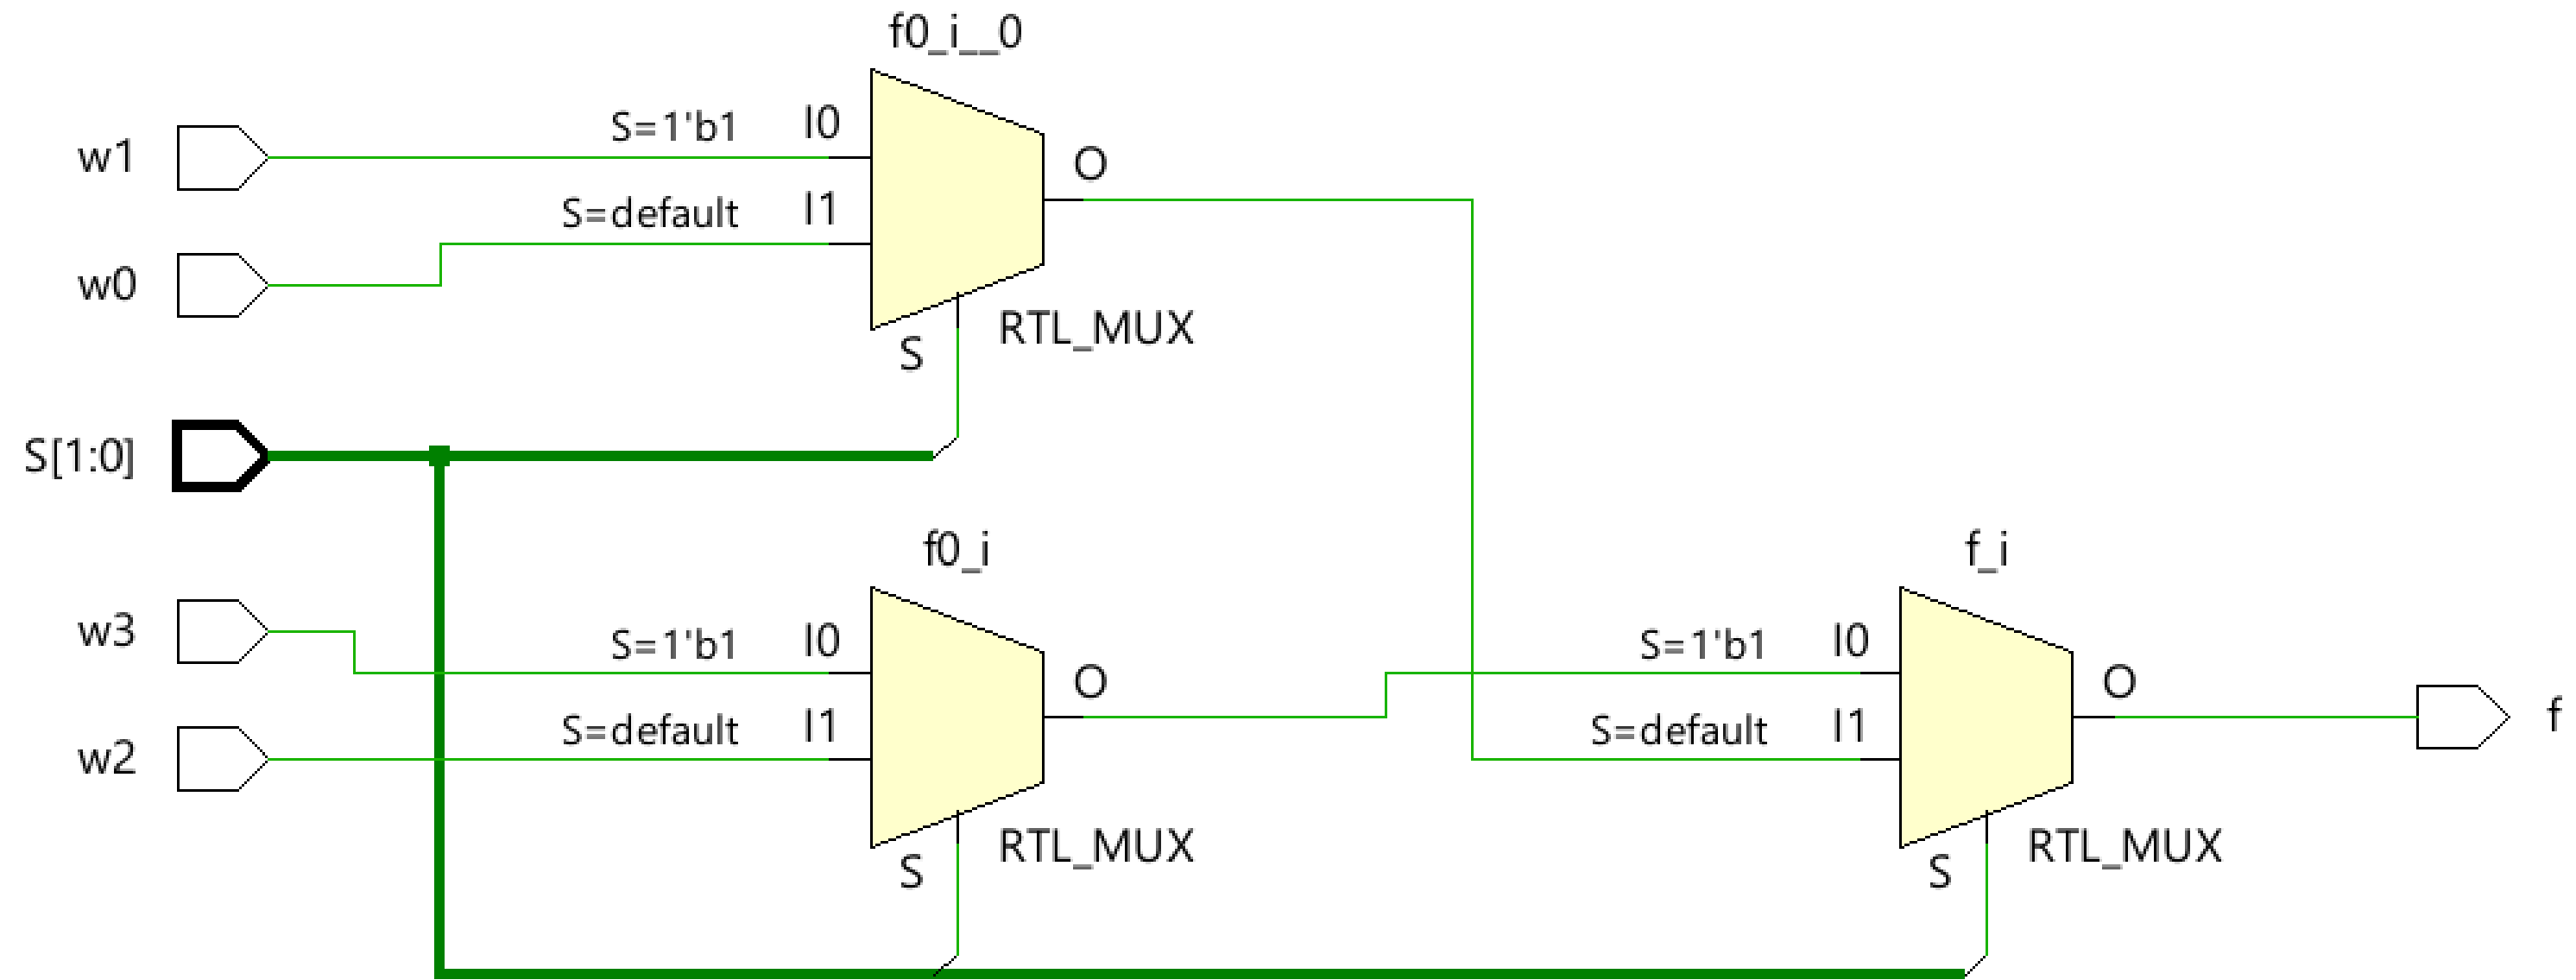 f0_i__0
w1
S=1'b1
I0
O
S=default
I1
w0
RTL_MUX
S
S[1:0]
f0_i
f_i
w3
S=1'b1
I0
O
S=1'b1
I0
O
f
S=default
I1
S=default
I1
w2
RTL_MUX
RTL_MUX
S
S